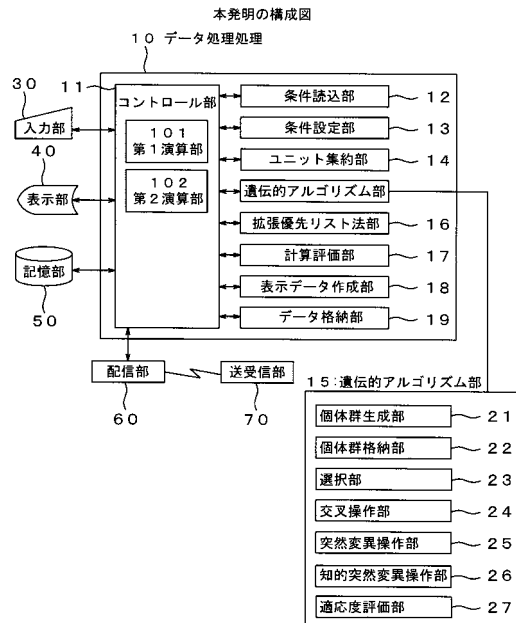 本発明の構成図
10 データ処理処理
11
コントロール部
101
第1演算部
102
第2演算部
30
入力部
40
表示部
記憶部
50
条件読込部
12
条件設定部
13
ユニット集約部
14
遺伝的アルゴリズム部
拡張優先リスト法部
16
計算評価部
17
表示データ作成部
18
データ格納部
19
配信部
60
送受信部
70
15:遺伝的アルゴリズム部
個体群生成部
21
個体群格納部
22
選択部
23
交叉操作部
24
突然変異操作部
25
知的突然変異操作部
26
適応度評価部
27